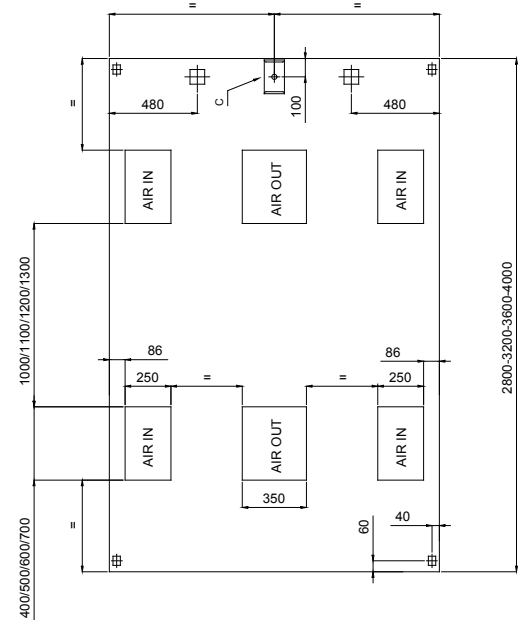 =
=
=
480
C
100
480
AIR IN
AIR OUT
AIR IN
1000/1100/1200/1300
2800-3200-3600-4000
86
86
250
=
=
250
AIR IN
AIR OUT
AIR IN
350
=
60
40
400/500/600/700